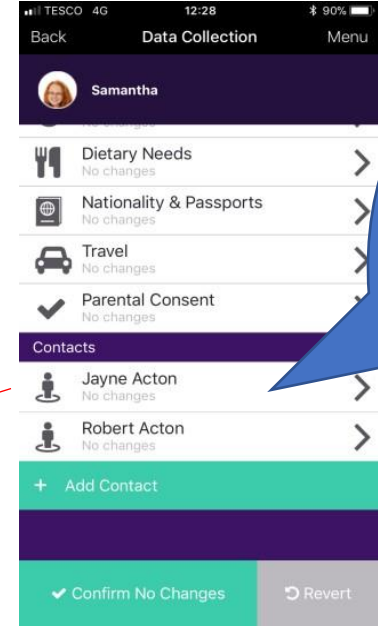 TESCO 4G 12:28 90%
Back Data Collection Menu
Samantha
Dietary Needs
No changes
Nationality & Passports
No changes
Travel
No changes
Parental Consent
No changes
Contacts
Jayne Acton
No changes
Robert Acton
No changes
+ Add Contact
Confirm No Changes Revert